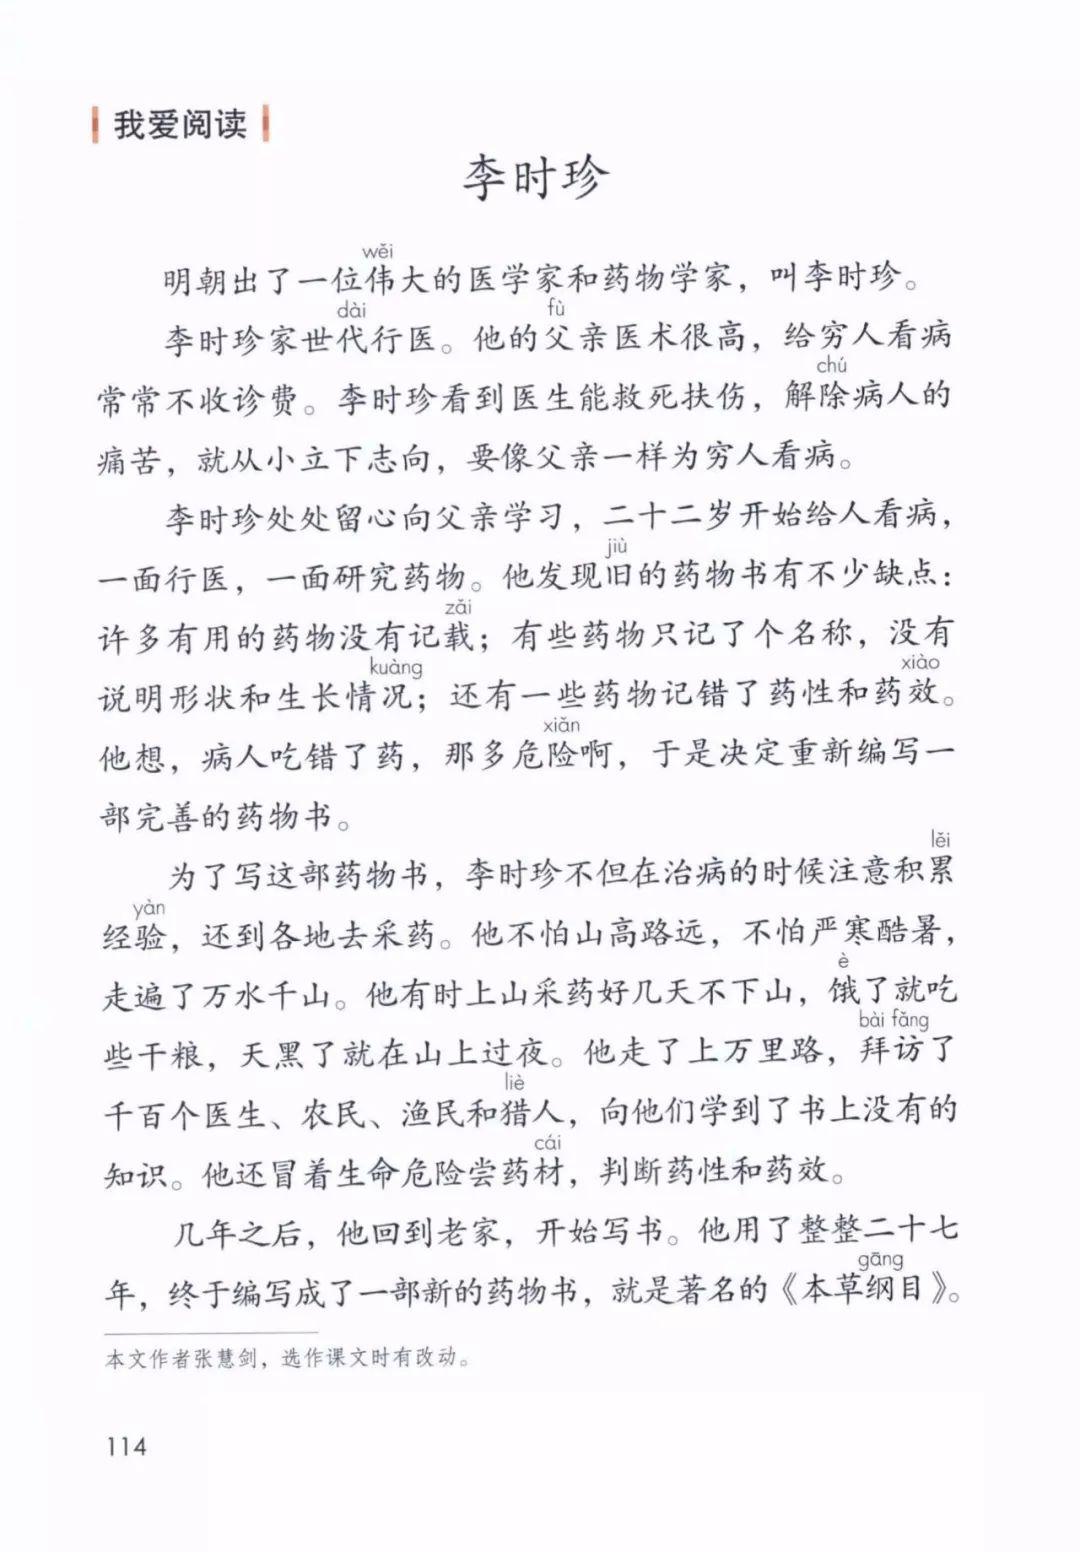 我爱阅读
李时珍
wěi
明朝出了一位伟大的医学家和药物学家，叫李时珍。
dài fù
李时珍家世代行医。他的父亲医术很高，给穷人看病
chú
常常不收诊费。李时珍看到医生能救死扶伤，解除病人的
痛苦，就从小立下志向，要像父亲一样为穷人看病。
李时珍处处留心向父亲学习，二十二岁开始给人看病，
jiù
一面行医，一面研究药物。他发现旧的药物书有不少缺点：
zǎi
许多有用的药物没有记载；有些药物只记了个名称，没有
kuàng xiào
说明形状和生长情况；还有一些药物记错了药性和药效。
xiǎn
他想，病人吃错了药，那多危险啊，于是决定重新编写一
部完善的药物书。
lěi
为了写这部药物书，李时珍不但在治病的时候注意积累
yàn
经验，还到各地去采药。他不怕山高路远，不怕严寒酷暑，
è
走遍了万水千山。他有时上山采药好几天不下山，饿了就吃
bài fǎng
些干粮，天黑了就在山上过夜。他走了上万里路，拜访了
liè
千百个医生、农民、渔民和猎人，向他们学到了书上没有的
cái
知识。他还冒着生命危险尝药材，判断药性和药效。
几年之后，他回到老家，开始写书。他用了整整二十七
gāng
年，终于编写成了一部新的药物书，就是著名的《本草纲目》。
本文作者张慧剑，选作课文时有改动。
114